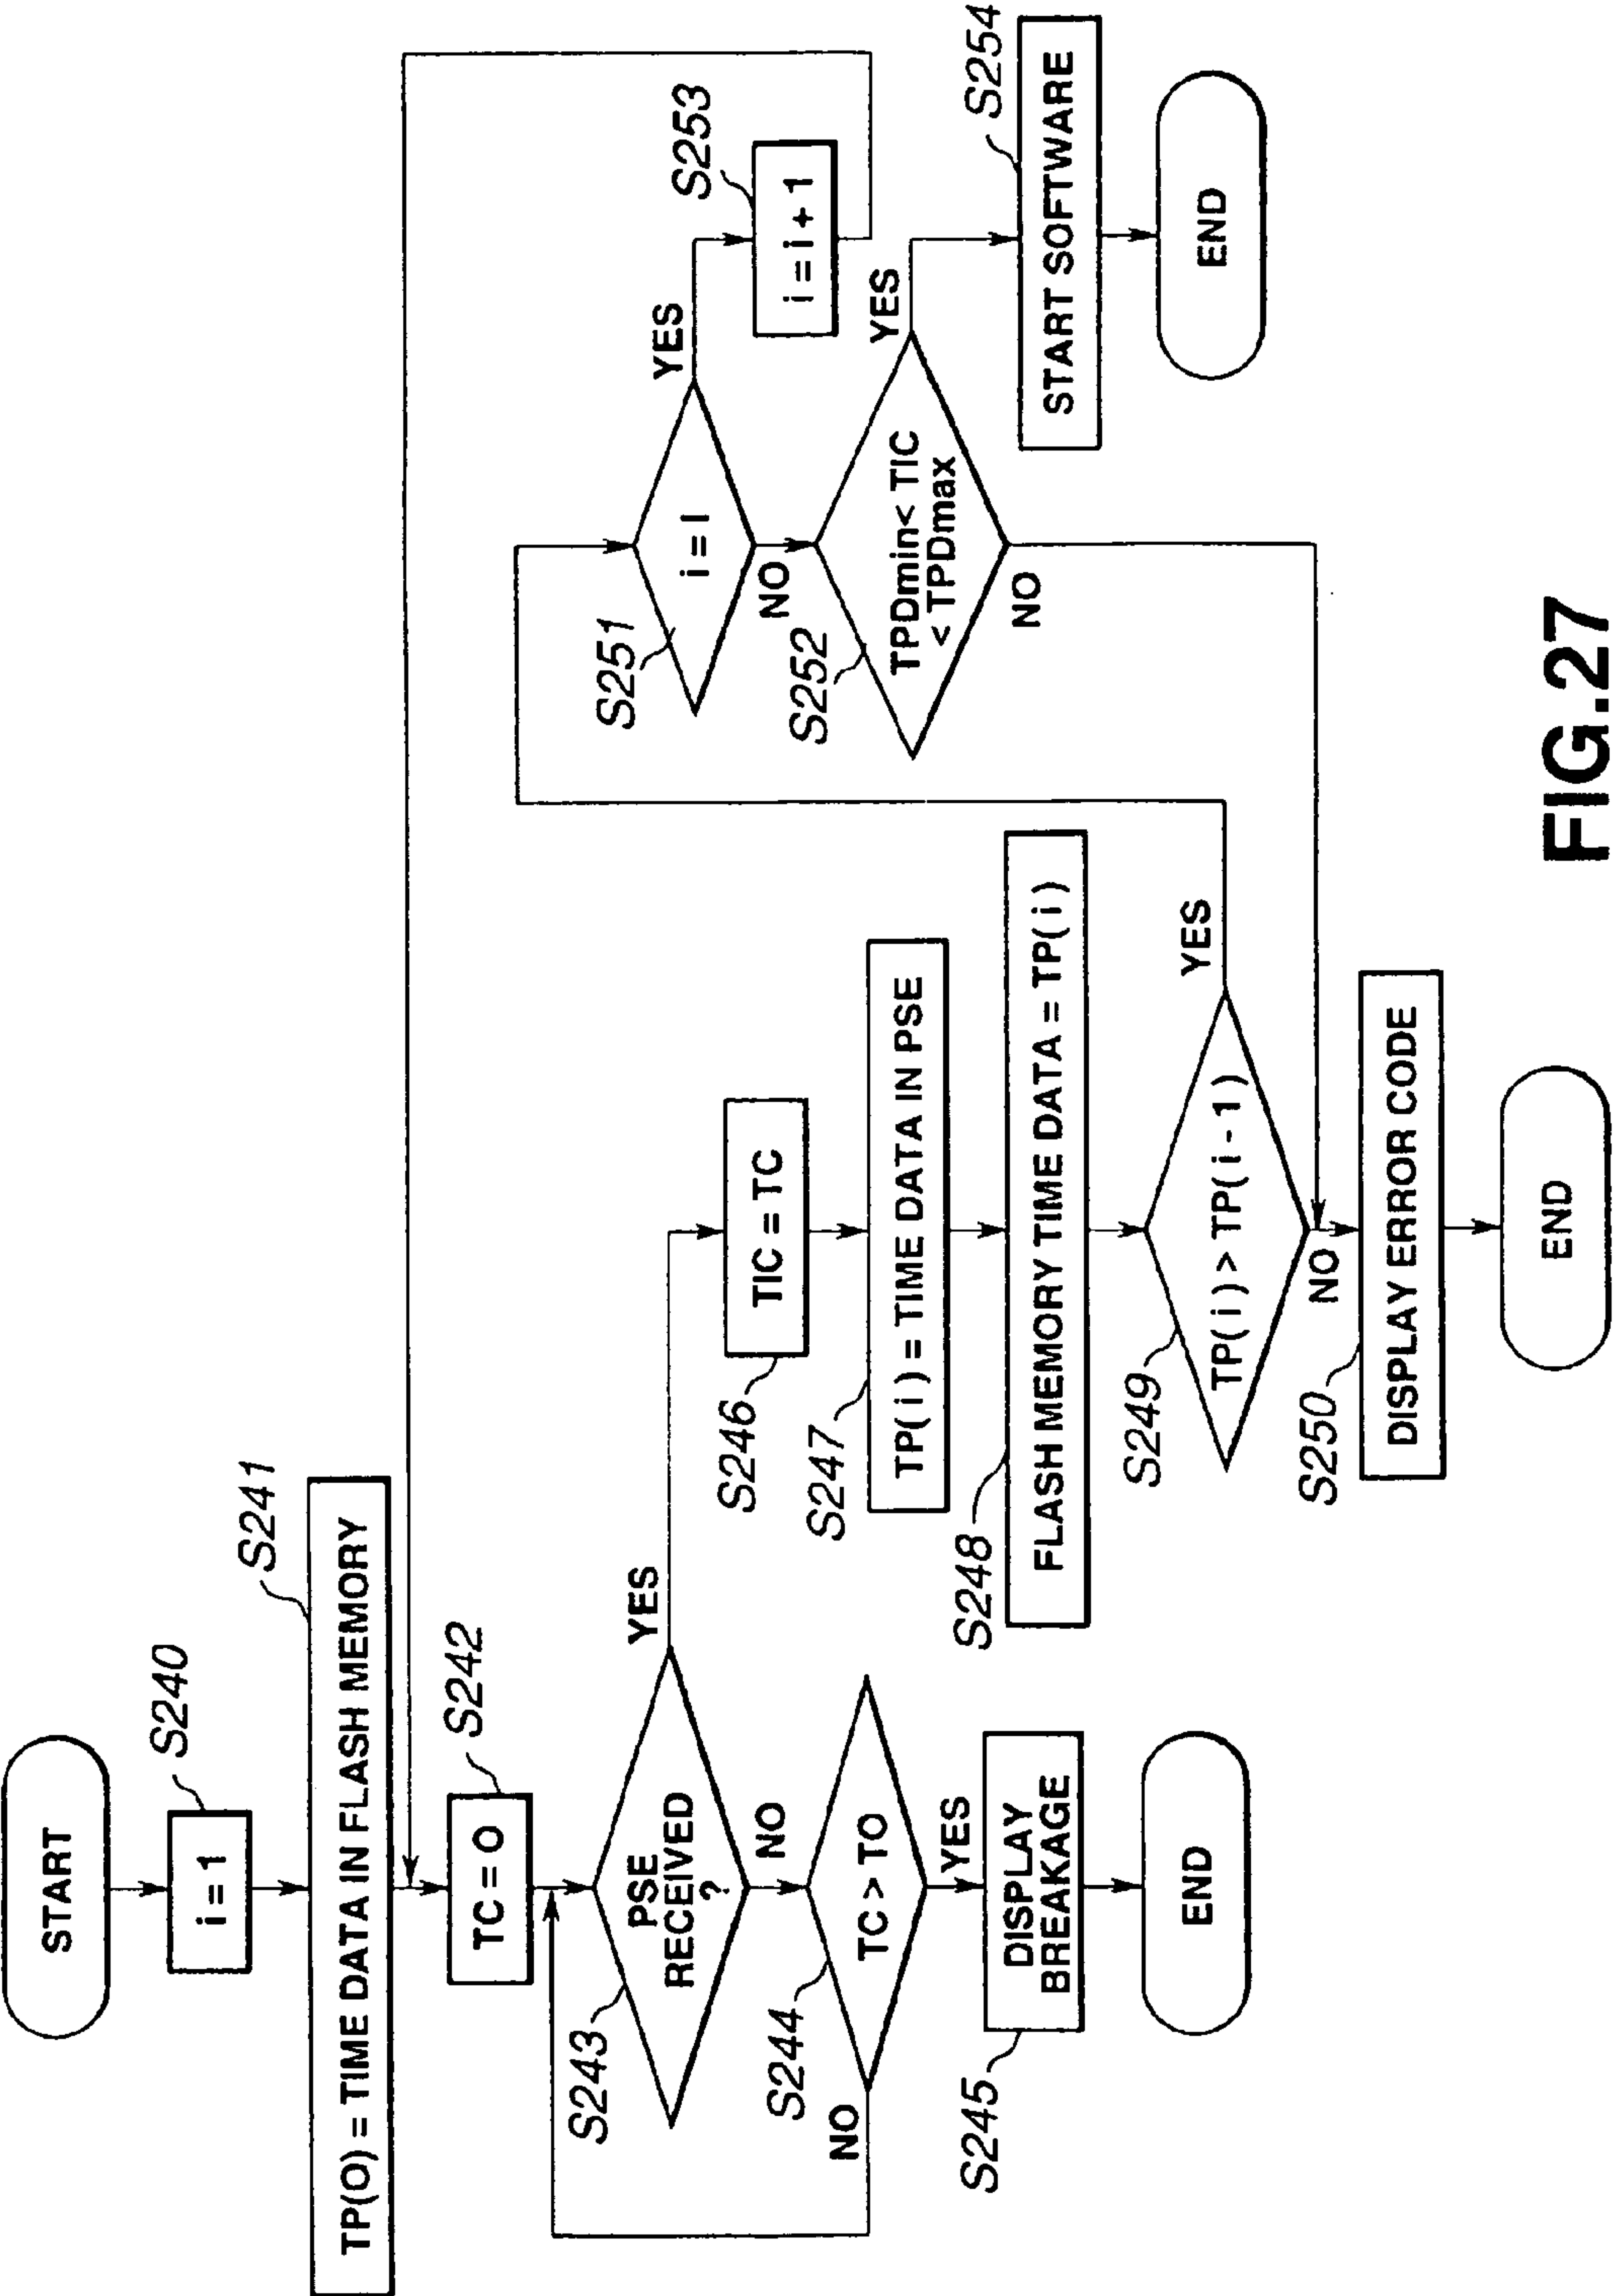 START
S240
i = 1
S241
TP(O) = TIME DATA IN FLASH MEMORY
S242
TC = O
S243
PSE
RECEIVED
?
YES
NO
S244
TC > TO
NO
YES
S245
DISPLAY
BREAKAGE
END
S246
TIC = TC
S247
TP( i ) = TIME DATA IN PSE
S248
FLASH MEMORY TIME DATA = TP( i )
S249
TP( i ) > TP( i - 1 )
YES
NO
S250
DISPLAY ERROR CODE
END
S251
i = I
YES
NO
S253
i = i + 1
S252
TPDmin< TIC
< TPDmax
YES
NO
S254
START SOFTWARE
END
FIG.27